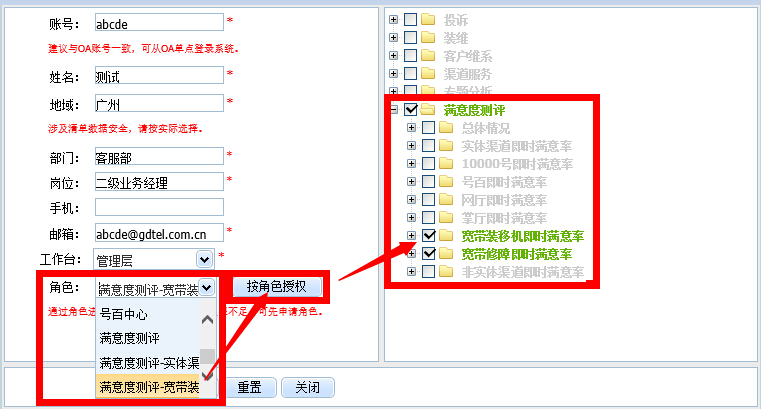 账号： abcde *
建议与OA账号一致，可从OA单点登录系统。
姓名： 测试 *
地域： 广州 *
涉及清单数据安全，请按实际选择。
部门： 客服部 *
岗位： 二级业务经理 *
手机：
邮箱： abcde@gdtel.com.cn *
工作台： 管理层 *
角色： 满意度测评-宽带装 按角色授权
通过角色进 不足，可先申请角色。
号百中心
满意度测评
满意度测评-实体渠
满意度测评-宽带装
重置 关闭
投诉
装维
客户维系
渠道服务
专题分析
满意度测评
总体情况
实体渠道即时满意率
10000号即时满意率
号百即时满意率
网厅即时满意率
掌厅即时满意率
宽带装移机即时满意率
宽带修障即时满意率
非实体渠道即时满意率